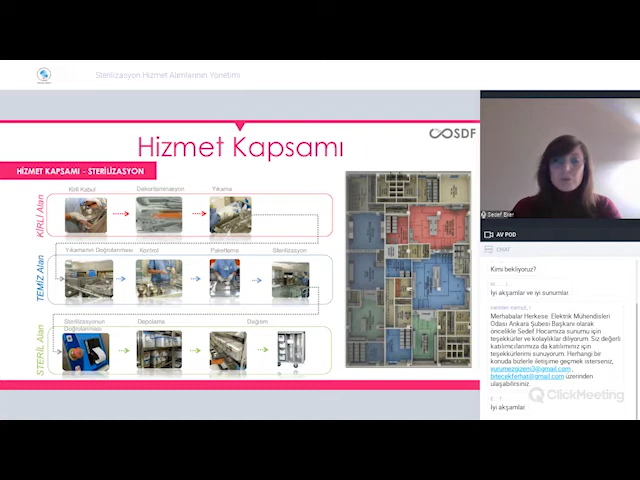 Sterilizasyon Hizmet Alımlarının Yönetimi
Hizmet Kapsamı
SDF
HİZMET KAPSAMI - STERİLİZASYON
KİRLİ Alan
Kirli Kabul
Dekontaminasyon
Yıkama
TEMİZ Alan
Yıkamanın Doğrulanması
Kontrol
Paketleme
Sterilizasyon
STERİL Alan
Sterilizasyonun
Doğrulanması
Depolama
Dağıtım
Sedef
AV POD
CHAT
Kimi bekliyoruz?
İyi akşamlar ve iyi sunumlar.
Merhabalar Herkese. Elektrik Mühendisleri
Odası Ankara Şubesi Başkanı olarak
öncelikle Sedef Hocamıza sunumu için
teşekkürler ve kolaylıklar diliyorum. Siz değerli
katılımcılarımıza da katılımınız için
teşekkürlerimi sunuyorum. Herhangi bir
konuda bizlerle iletişime geçmek isterseniz,
yurumezgizem3@gmail.com ,
bitecekferhat@gmail.com üzerinden
ulaşabilirsiniz.
İyi akşamlar
ClickMeeting